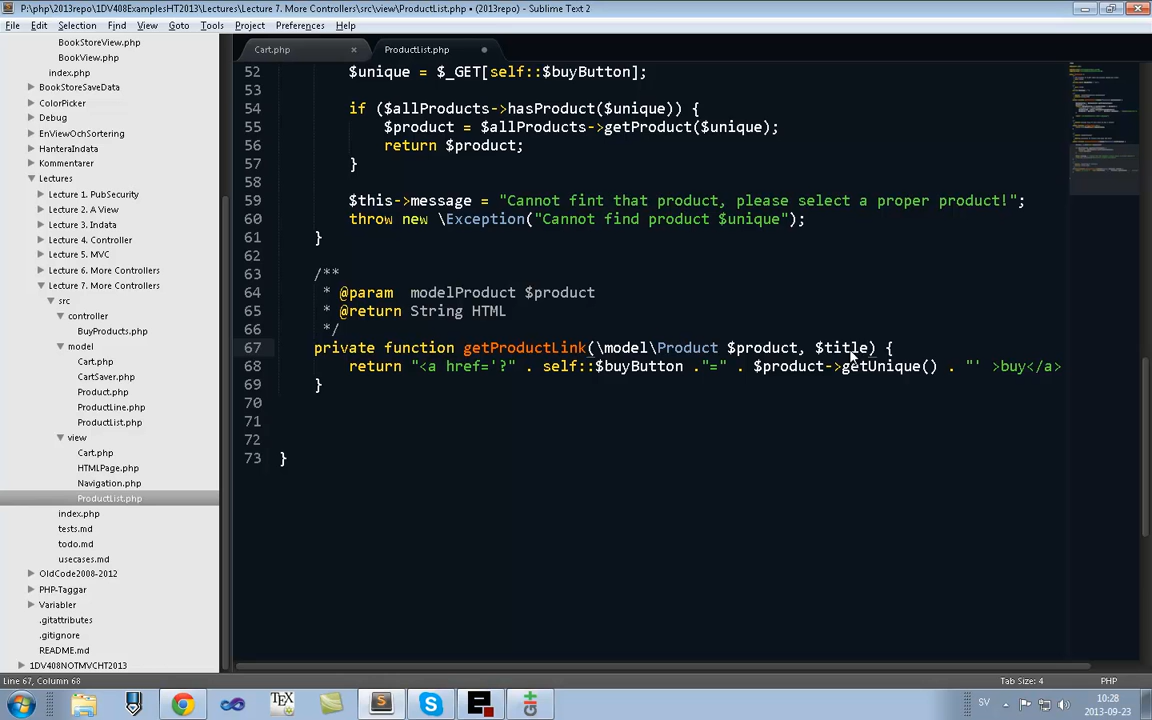 P:\php\2013repo\1DV408ExamplesHT2013\Lectures\Lecture 7. More Controllers\src\view\ProductList.php • (2013repo) - Sublime Text 2
File Edit Selection Find View Goto Tools Project Preferences Help
BookStoreView.php
BookView.php
index.php
BookStoreSaveData
ColorPicker
Debug
EnViewOchSortering
HanteraIndata
Kommentarer
Lectures
Lecture 1. PubSecurity
Lecture 2. A View
Lecture 3. Indata
Lecture 4. Controller
Lecture 5. MVC
Lecture 6. More Controllers
Lecture 7. More Controllers
src
controller
BuyProducts.php
model
Cart.php
CartSaver.php
Product.php
ProductLine.php
ProductList.php
view
Cart.php
HTMLPage.php
Navigation.php
ProductList.php
index.php
tests.md
todo.md
usecases.md
OldCode2008-2012
PHP-Taggar
Variabler
.gitattributes
.gitignore
README.md
1DV408NOTMVCHT2013
Cart.php ProductList.php
52 $unique = $_GET[self::$buyButton];
53
54 if ($allProducts->hasProduct($unique)) {
55 $product = $allProducts->getProduct($unique);
56 return $product;
57 }
58
59 $this->message = "Cannot fint that product, please select a proper product!";
60 throw new \Exception("Cannot find product $unique");
61 }
62
63 /**
64 * @param modelProduct $product
65 * @return String HTML
66 */
67 private function getProductLink(\model\Product $product, $title) {
68 return "<a href='?" . self::$buyButton ."=" . $product->getUnique() . "' >buy</a>
69 }
70
71
72
73 }
Line 67, Column 68 Tab Size: 4 PHP
SV 10:28
2013-09-23